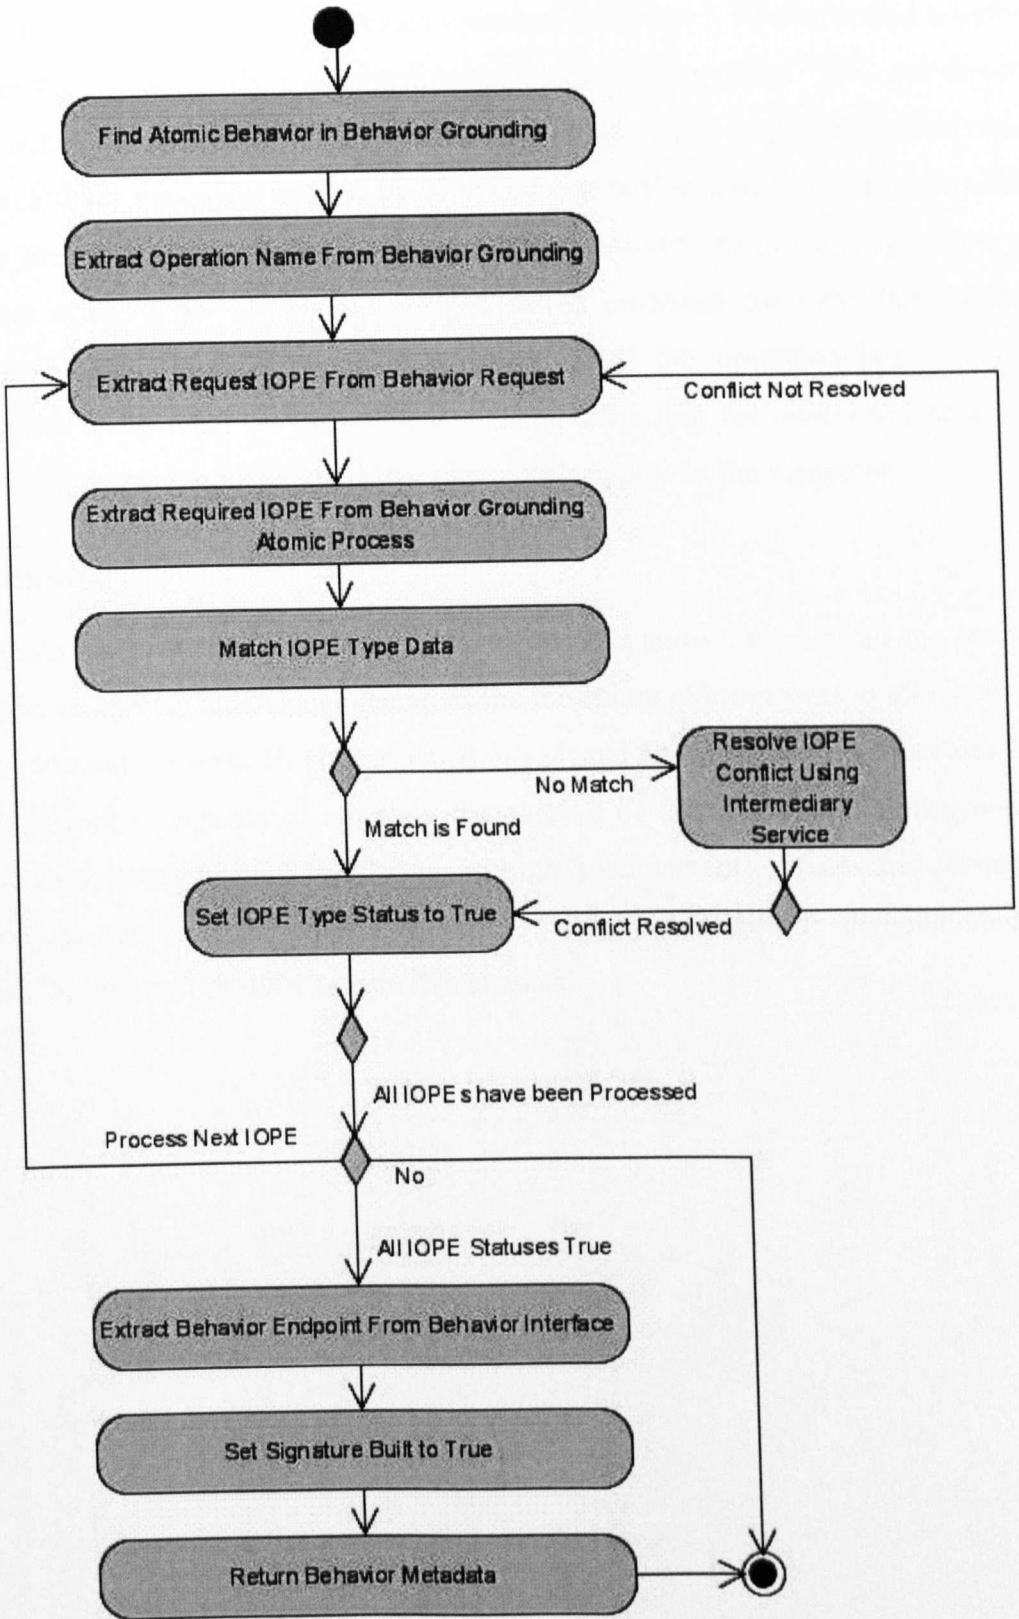 Find Atomic Behavior in Behavior Grounding
Extract Operation Name From Behavior Grounding
Extract Request IOPE From Behavior Request
Conflict Not Resolved
Extract Required IOPE From Behavior Grounding
Atomic Process
Match IOPE Type Data
Resolve IOPE
Conflict Using
Intermediary
Service
No Match
Match is Found
Set IOPE Type Status to True
Conflict Resolved
All IOPEs have been Processed
Process Next IOPE
No
All IOPE Statuses True
Extract Behavior Endpoint From Behavior Interface
Set Signature Built to True
Return Behavior Metadata